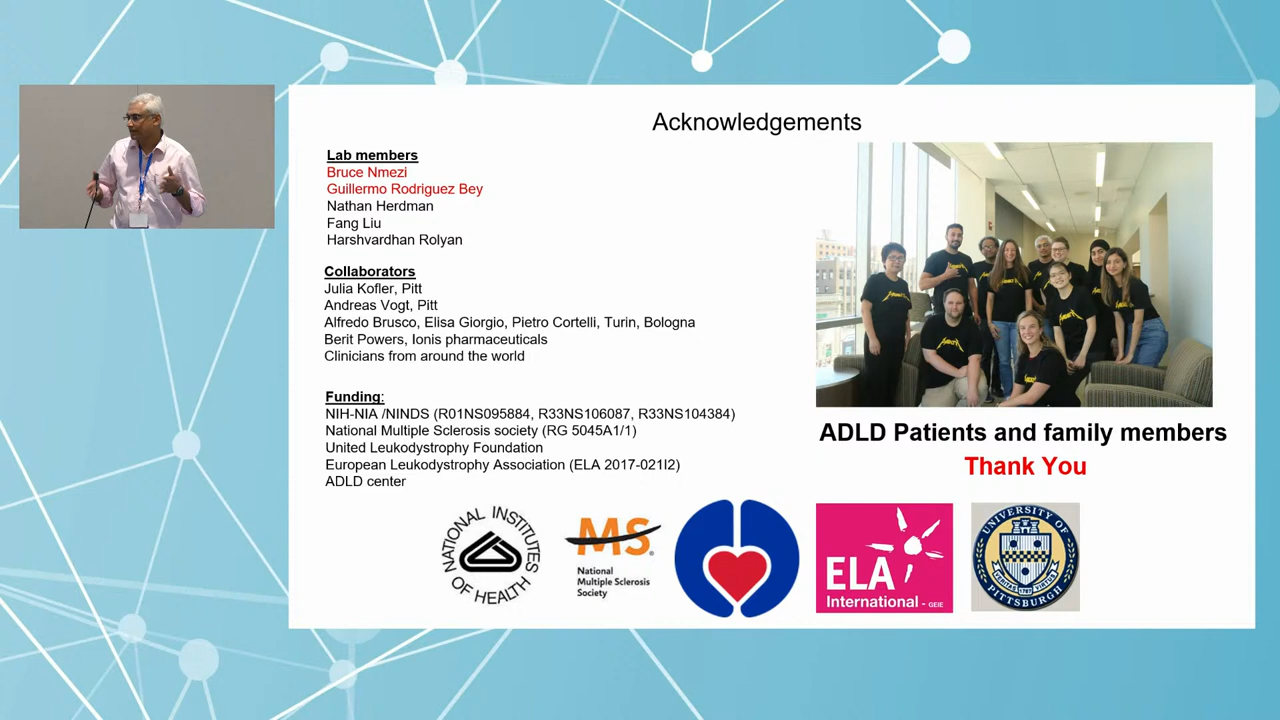 Acknowledgements
Lab members
Bruce Nmezi
Guillermo Rodriguez Bey
Nathan Herdman
Fang Liu
Harshvardhan Rolyan
Collaborators
Julia Kofler, Pitt
Andreas Vogt, Pitt
Alfredo Brusco, Elisa Giorgio, Pietro Cortelli, Turin, Bologna
Berit Powers, Ionis pharmaceuticals
Clinicians from around the world
Funding:
NIH-NIA /NINDS (R01NS095884, R33NS106087, R33NS104384)
National Multiple Sclerosis society (RG 5045A1/1)
United Leukodystrophy Foundation
European Leukodystrophy Association (ELA 2017-021I2)
ADLD center
ADLD Patients and family members
Thank You
NATIONAL INSTITUTES
OF HEALTH
MS
National
Multiple Sclerosis
Society
ELA
International - GEIE
UNIVERSITY OF
PITTSBURGH